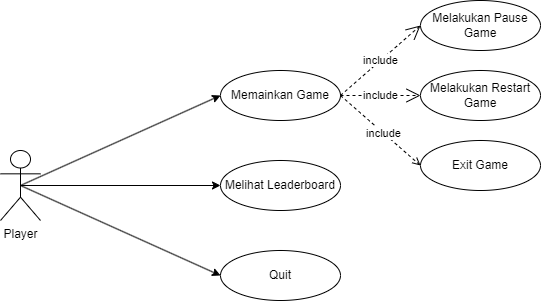 Melakukan Pause
Game
include
Memainkan Game
include
Melakukan Restart
Game
include
Exit Game
Melihat Leaderboard
Player
Quit